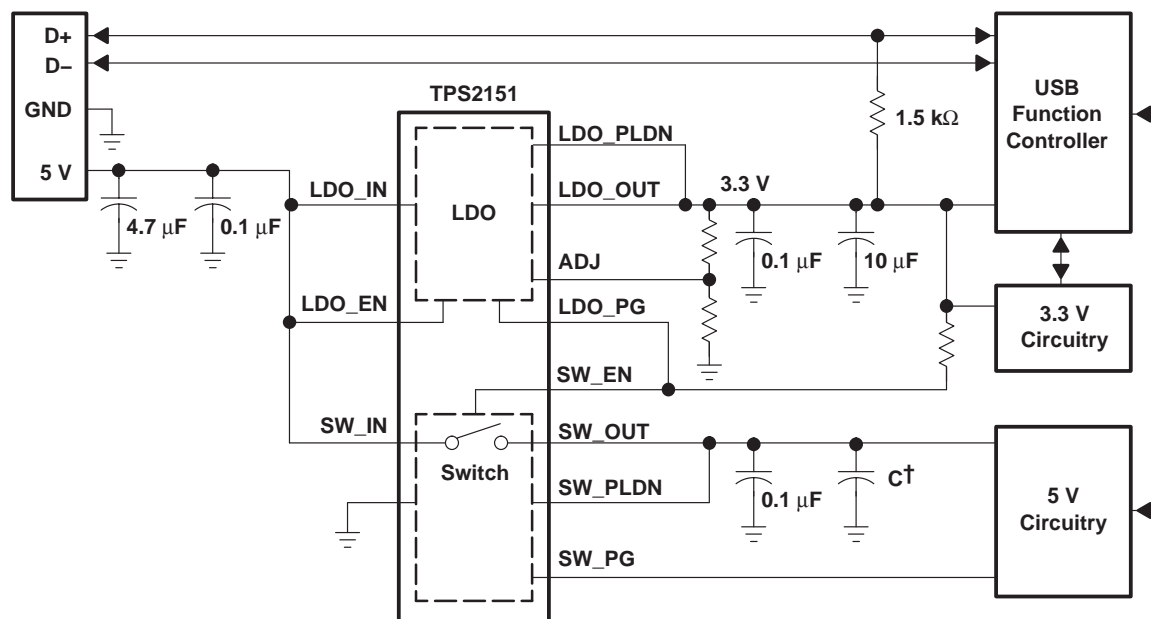 D+
D–
GND
5 V
4.7 μF
0.1 μF
TPS2151
LDO_IN
LDO
LDO_EN
LDO_PLDN
LDO_OUT
ADJ
LDO_PG
SW_EN
3.3 V
0.1 μF
10 μF
1.5 kΩ
USB
Function
Controller
3.3 V
Circuitry
SW_IN
Switch
SW_OUT
SW_PLDN
SW_PG
0.1 μF
C†
5 V
Circuitry